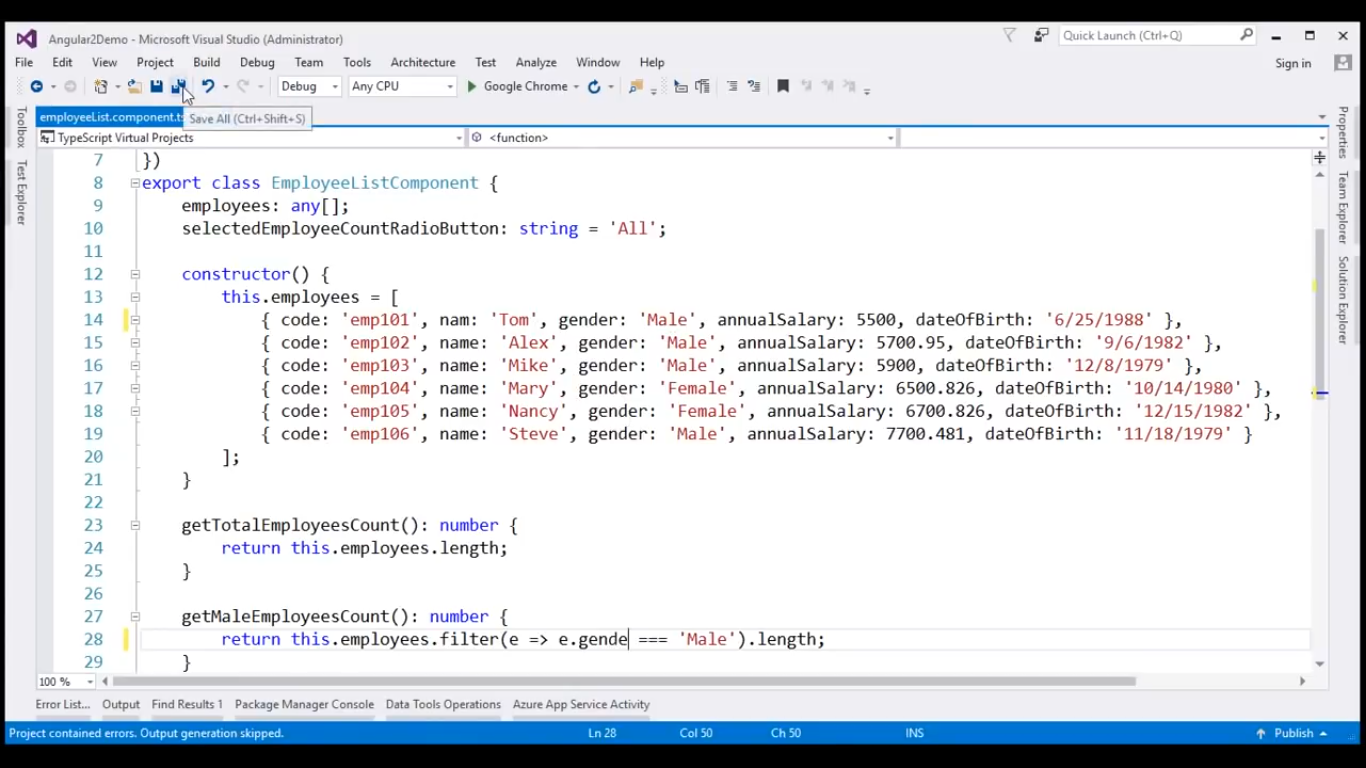 Angular2Demo - Microsoft Visual Studio (Administrator)
Quick Launch (Ctrl+Q)
File Edit View Project Build Debug Team Tools Architecture Test Analyze Window Help
Sign in
Debug Any CPU Google Chrome
employeeList.component.ts
Save All (Ctrl+Shift+S)
TypeScript Virtual Projects <function>
Toolbox
Test Explorer
7 })
8 export class EmployeeListComponent {
9 employees: any[];
10 selectedEmployeeCountRadioButton: string = 'All';
11
12 constructor() {
13 this.employees = [
14 { code: 'emp101', nam: 'Tom', gender: 'Male', annualSalary: 5500, dateOfBirth: '6/25/1988' },
15 { code: 'emp102', name: 'Alex', gender: 'Male', annualSalary: 5700.95, dateOfBirth: '9/6/1982' },
16 { code: 'emp103', name: 'Mike', gender: 'Male', annualSalary: 5900, dateOfBirth: '12/8/1979' },
17 { code: 'emp104', name: 'Mary', gender: 'Female', annualSalary: 6500.826, dateOfBirth: '10/14/1980' },
18 { code: 'emp105', name: 'Nancy', gender: 'Female', annualSalary: 6700.826, dateOfBirth: '12/15/1982' },
19 { code: 'emp106', name: 'Steve', gender: 'Male', annualSalary: 7700.481, dateOfBirth: '11/18/1979' }
20 ];
21 }
22
23 getTotalEmployeesCount(): number {
24 return this.employees.length;
25 }
26
27 getMaleEmployeesCount(): number {
28 return this.employees.filter(e => e.gende === 'Male').length;
29 }
Properties
Team Explorer
Solution Explorer
100 %
Error List... Output Find Results 1 Package Manager Console Data Tools Operations Azure App Service Activity
Project contained errors. Output generation skipped. Ln 28 Col 50 Ch 50 INS Publish